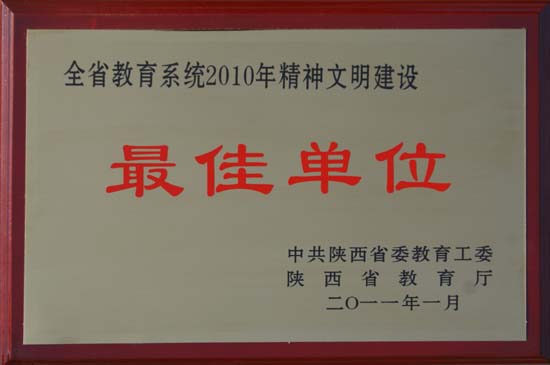 全省教育系统2010年精神文明建设
最佳单位
中共陕西省委教育工委
陕西省教育厅
二〇一一年一月